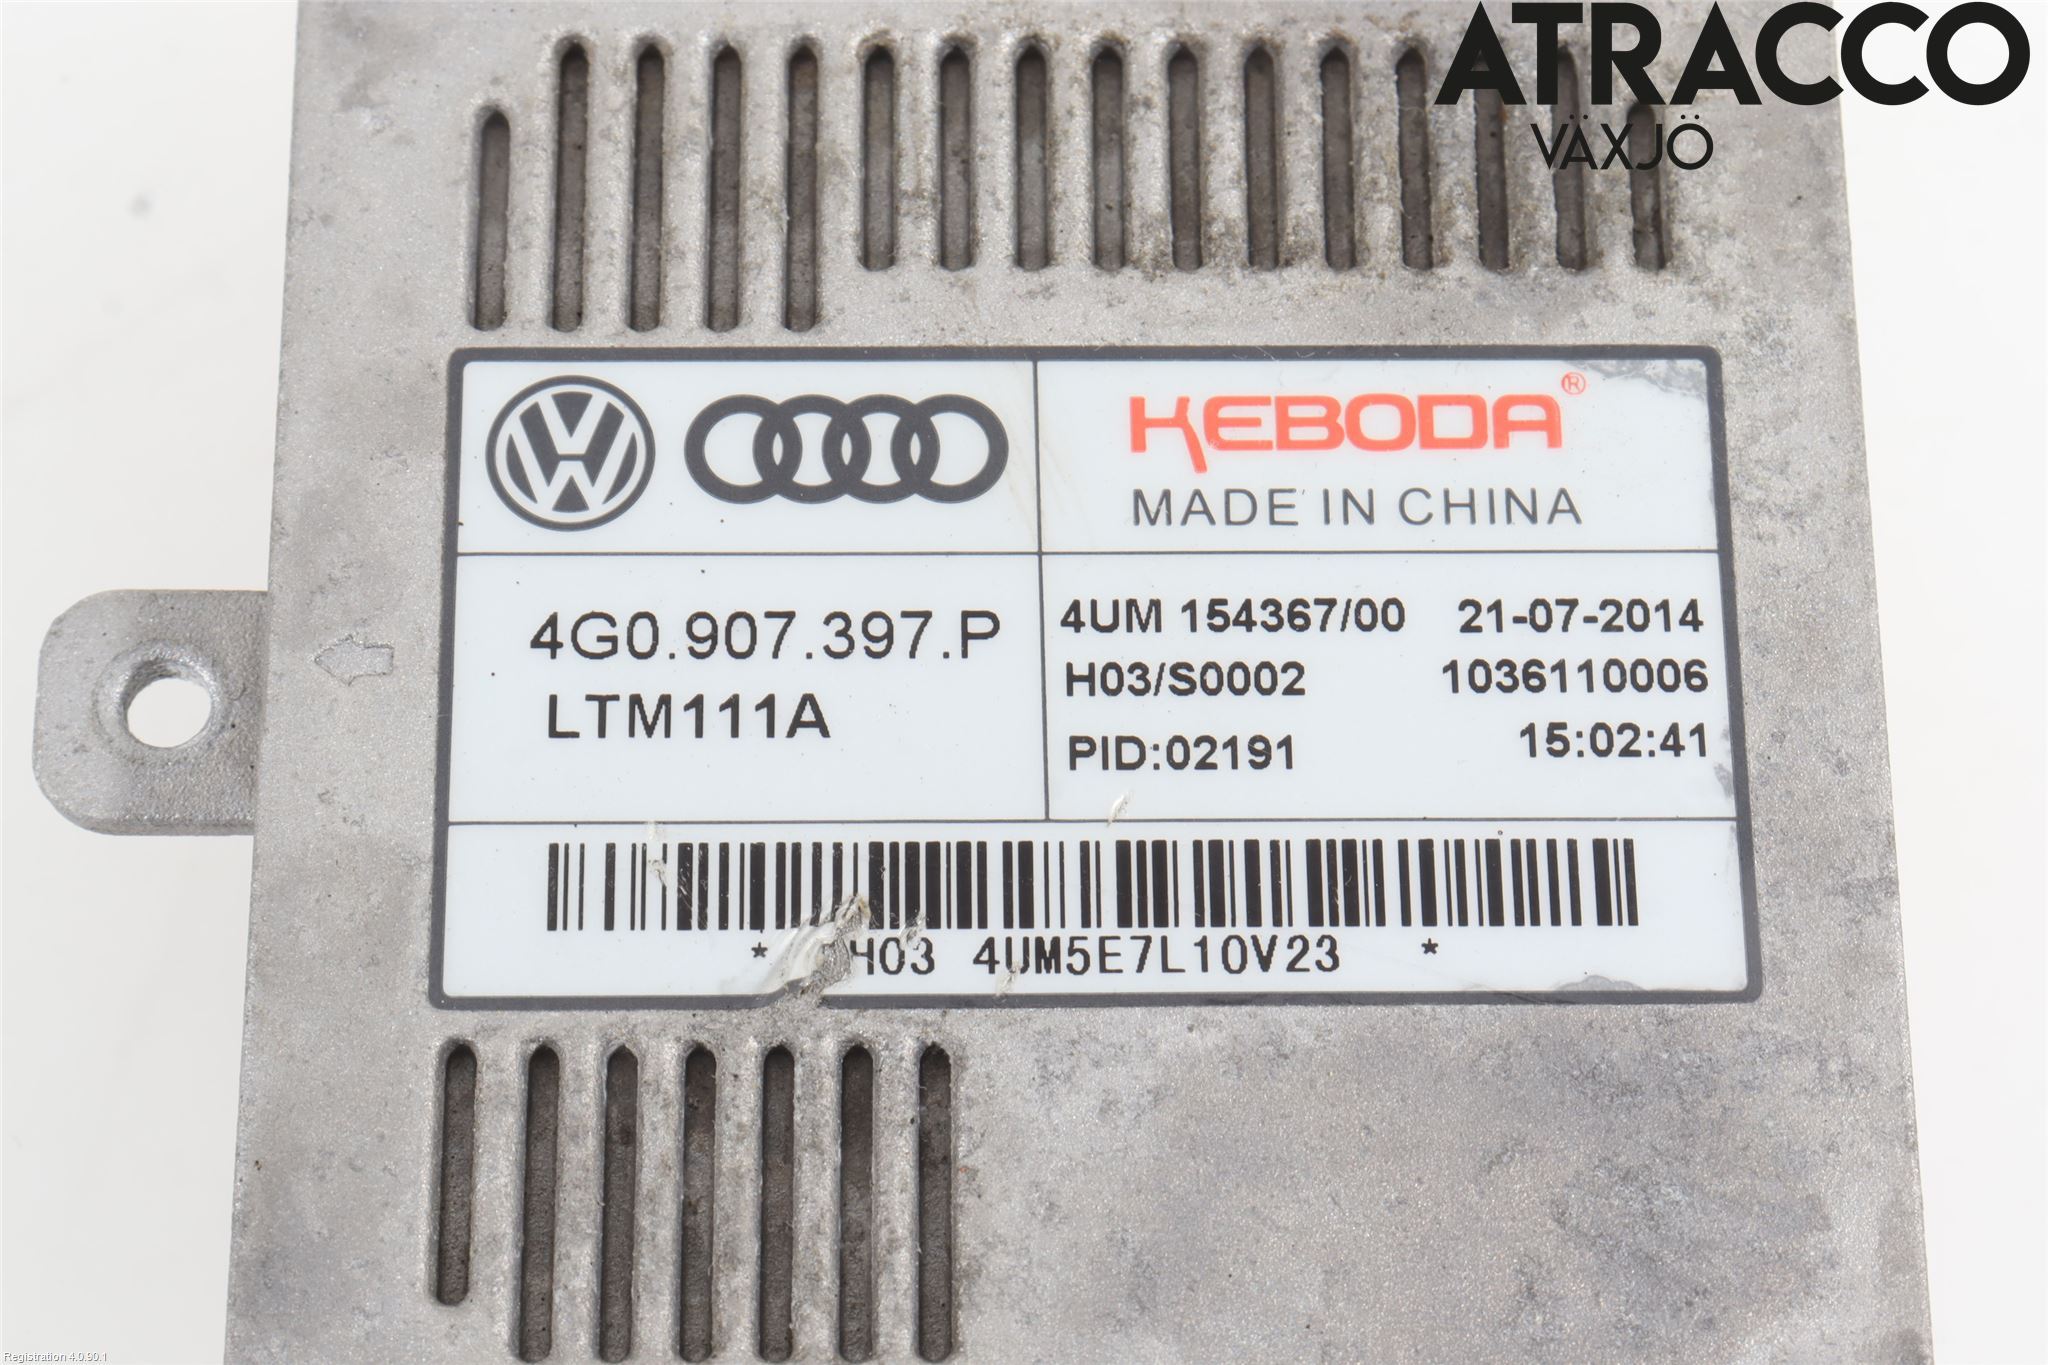 ATRACCO
VÄXJÖ
KEBODA®
MADE IN CHINA
4G0.907.397.P
LTM111A
4UM 154367/00 21-07-2014
H03/S0002 1036110006
PID:02191 15:02:41
* H03 4UM5E7L10V23 *
Registration 4.0.90.1